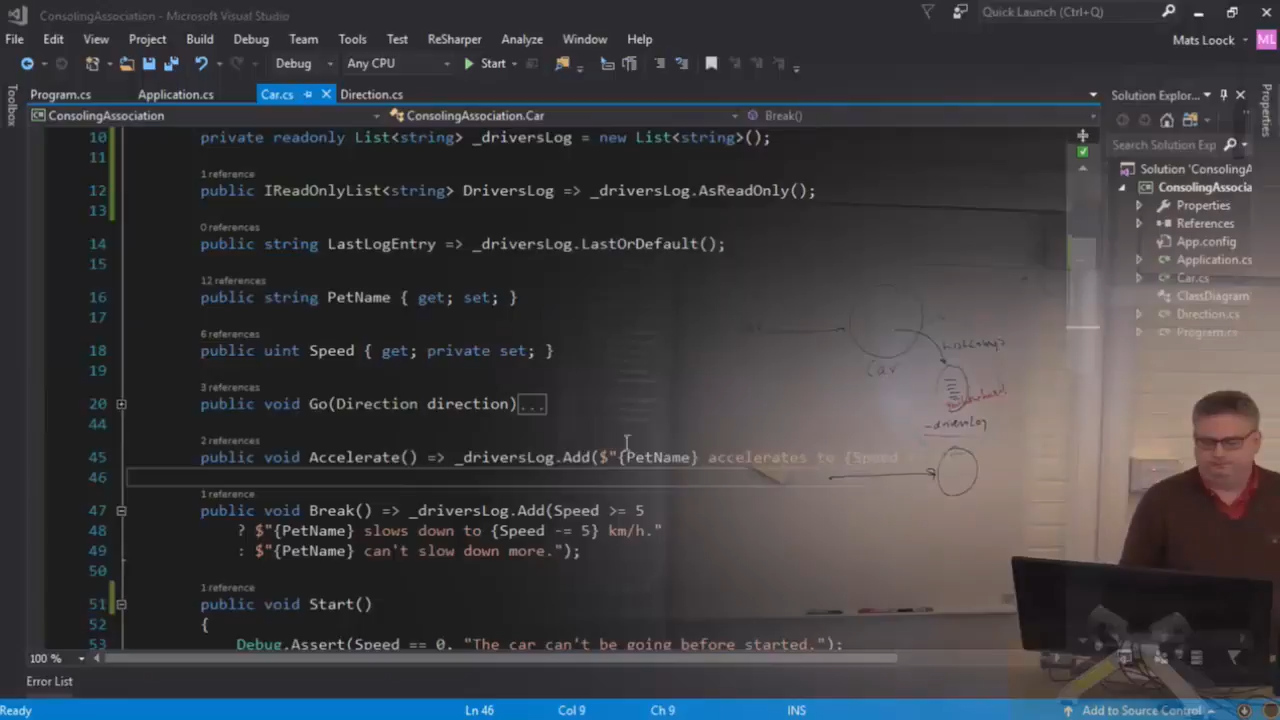 ConsolingAssociation - Microsoft Visual Studio
Quick Launch (Ctrl+Q)
File Edit View Project Build Debug Team Tools Test ReSharper Analyze Window Help
Mats Loock ML
Debug Any CPU Start
Toolbox
Program.cs Application.cs Car.cs Direction.cs
Solution Explor...
Properties
ConsolingAssociation ConsolingAssociation.Car Break()
Search Solution Exp
Solution 'ConsolingA
ConsolingAssocia
Properties
References
App.config
Application.cs
Car.cs
ClassDiagram
Direction.cs
Program.cs
10 private readonly List<string> _driversLog = new List<string>();
11
1 reference
12 public IReadOnlyList<string> DriversLog => _driversLog.AsReadOnly();
13
0 references
14 public string LastLogEntry => _driversLog.LastOrDefault();
15
12 references
16 public string PetName { get; set; }
17
6 references
18 public uint Speed { get; private set; }
19
3 references
20 public void Go(Direction direction)...
44
2 references
45 public void Accelerate() => _driversLog.Add($"{PetName} accelerates to {Speed
46
1 reference
47 public void Break() => _driversLog.Add(Speed >= 5
48 ? $"{PetName} slows down to {Speed -= 5} km/h."
49 : $"{PetName} can't slow down more.");
50
1 reference
51 public void Start()
52 {
53 Debug.Assert(Speed == 0, "The car can't be going before started.");
Car
-driversLog
100 %
Error List
Ready Ln 46 Col 9 Ch 9 INS Add to Source Control